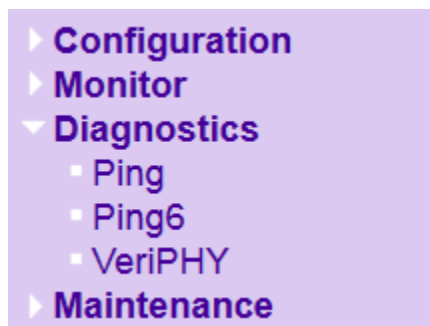 Configuration
Monitor
Diagnostics
Ping
Ping6
VeriPHY
Maintenance